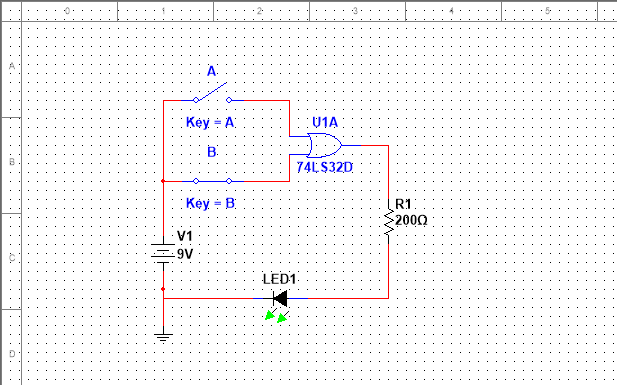 0 1 2 3 4 5
A
A
Key = A
U1A
B
B
74LS32D
Key = B
R1
200Ω
C
V1
9V
LED1
D